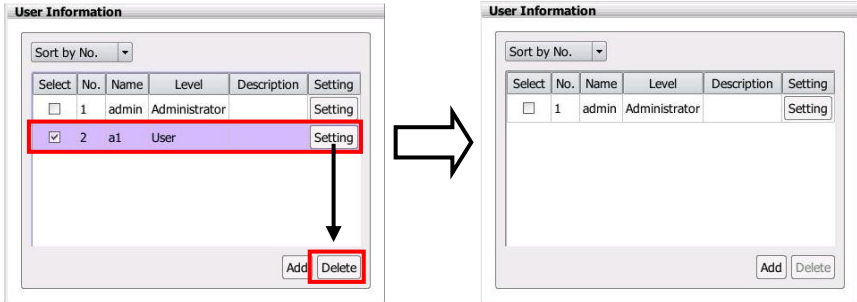 User Information
Sort by No.
Select No. Name Level Description Setting
1 admin Administrator Setting
2 a1 User Setting
Add Delete
User Information
Sort by No.
Select No. Name Level Description Setting
1 admin Administrator Setting
Add Delete